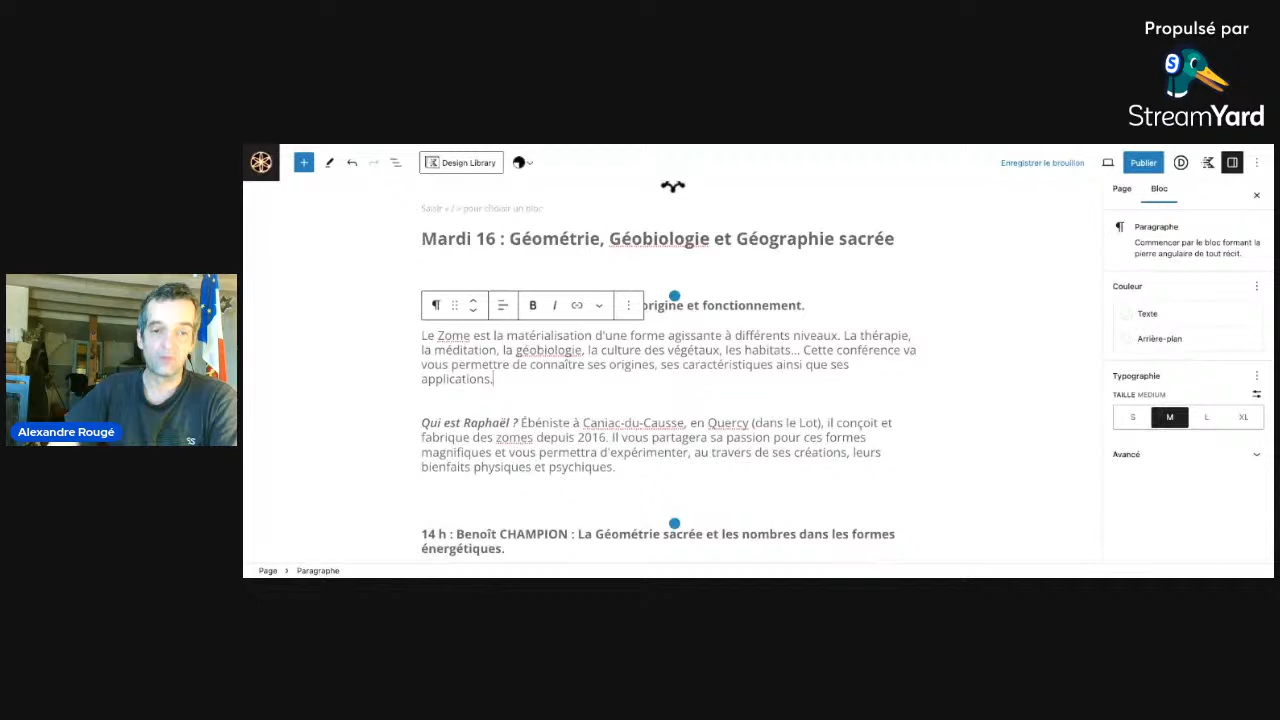 Propulsé par
StreamYard
Design Library
Enregistrer le brouillon
Publier
Page
Bloc
Saisir « / » pour choisir un bloc
Mardi 16 : Géométrie, Géobiologie et Géographie sacrée
Paragraphe
Commencer par le bloc formant la
pierre angulaire de tout récit.
Couleur
Texte
Arrière-plan
B I
origine et fonctionnement.
Le Zome est la matérialisation d'une forme agissante à différents niveaux. La thérapie,
la méditation, la géobiologie, la culture des végétaux, les habitats... Cette conférence va
vous permettre de connaître ses origines, ses caractéristiques ainsi que ses
applications.
Typographie
TAILLE MEDIUM
S M L XL
Avancé
Qui est Raphaël ? Ébéniste à Caniac-du-Causse, en Quercy (dans le Lot), il conçoit et
fabrique des zomes depuis 2016. Il vous partagera sa passion pour ces formes
magnifiques et vous permettra d'expérimenter, au travers de ses créations, leurs
bienfaits physiques et psychiques.
14 h : Benoît CHAMPION : La Géométrie sacrée et les nombres dans les formes
énergétiques.
Page › Paragraphe
Alexandre Rougé